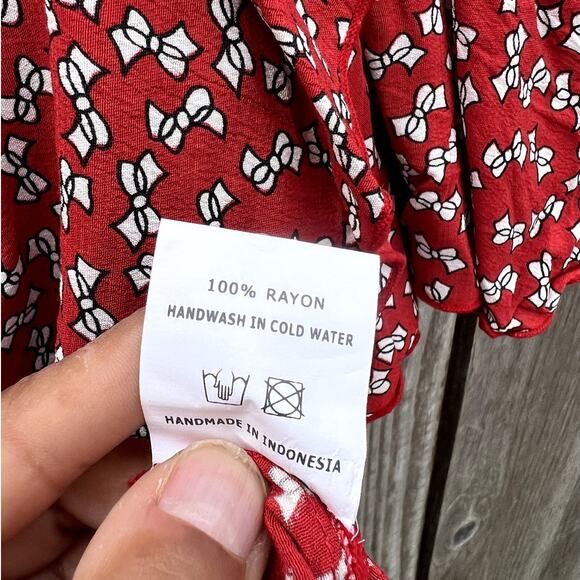 100% RAYON
HANDWASH IN COLD WATER
HANDMADE IN INDONESIA